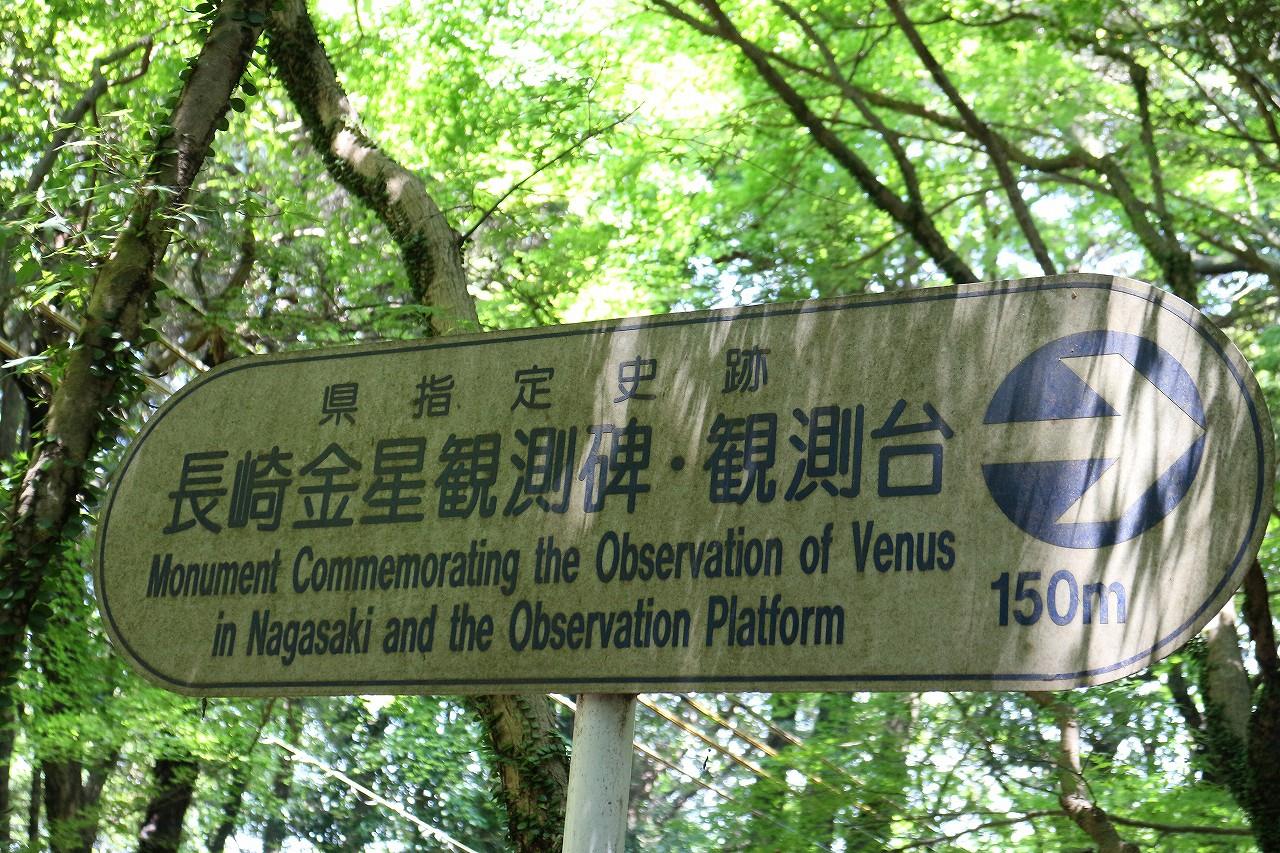 県指定史跡
長崎金星観測碑・観測台
Monument Commemorating the Observation of Venus
in Nagasaki and the Observation Platform
150m